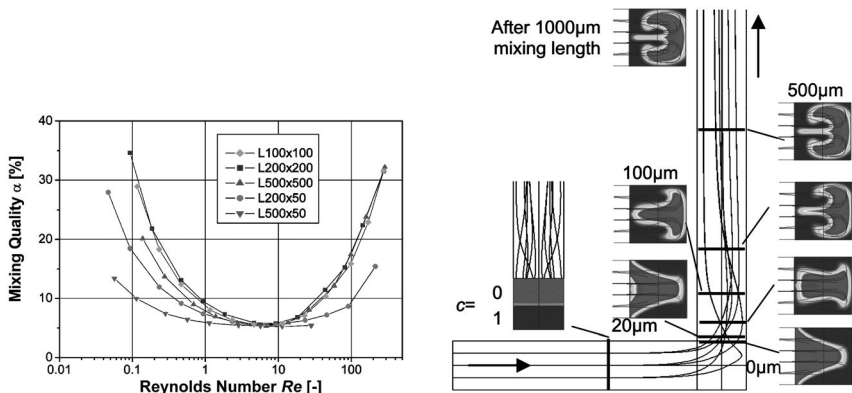 Mixing Quality α [%]
40
30
20
10
0
0.01
0.1
1
10
100
Reynolds Number Re [-]
L100x100
L200x200
L500x500
L200x50
L500x50
After 1000µm
mixing length
500µm
100µm
c=
0
1
20µm
0µm